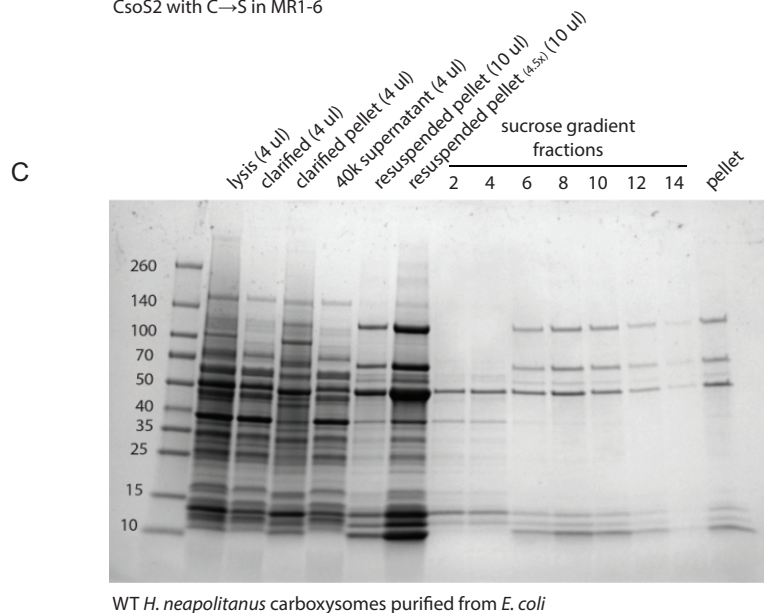 CsoS2 with C→S in MR1-6
C
lysis (4 ul)
clarified (4 ul)
clarified pellet (4 ul)
40k supernatant (4 ul)
resuspended pellet (10 ul)
resuspended pellet (4.5x) (10 ul)
sucrose gradient
fractions
2 4 6 8 10 12 14
pellet
260
140
100
70
50
40
35
25
15
10
WT H. neapolitanus carboxysomes purified from E. coli